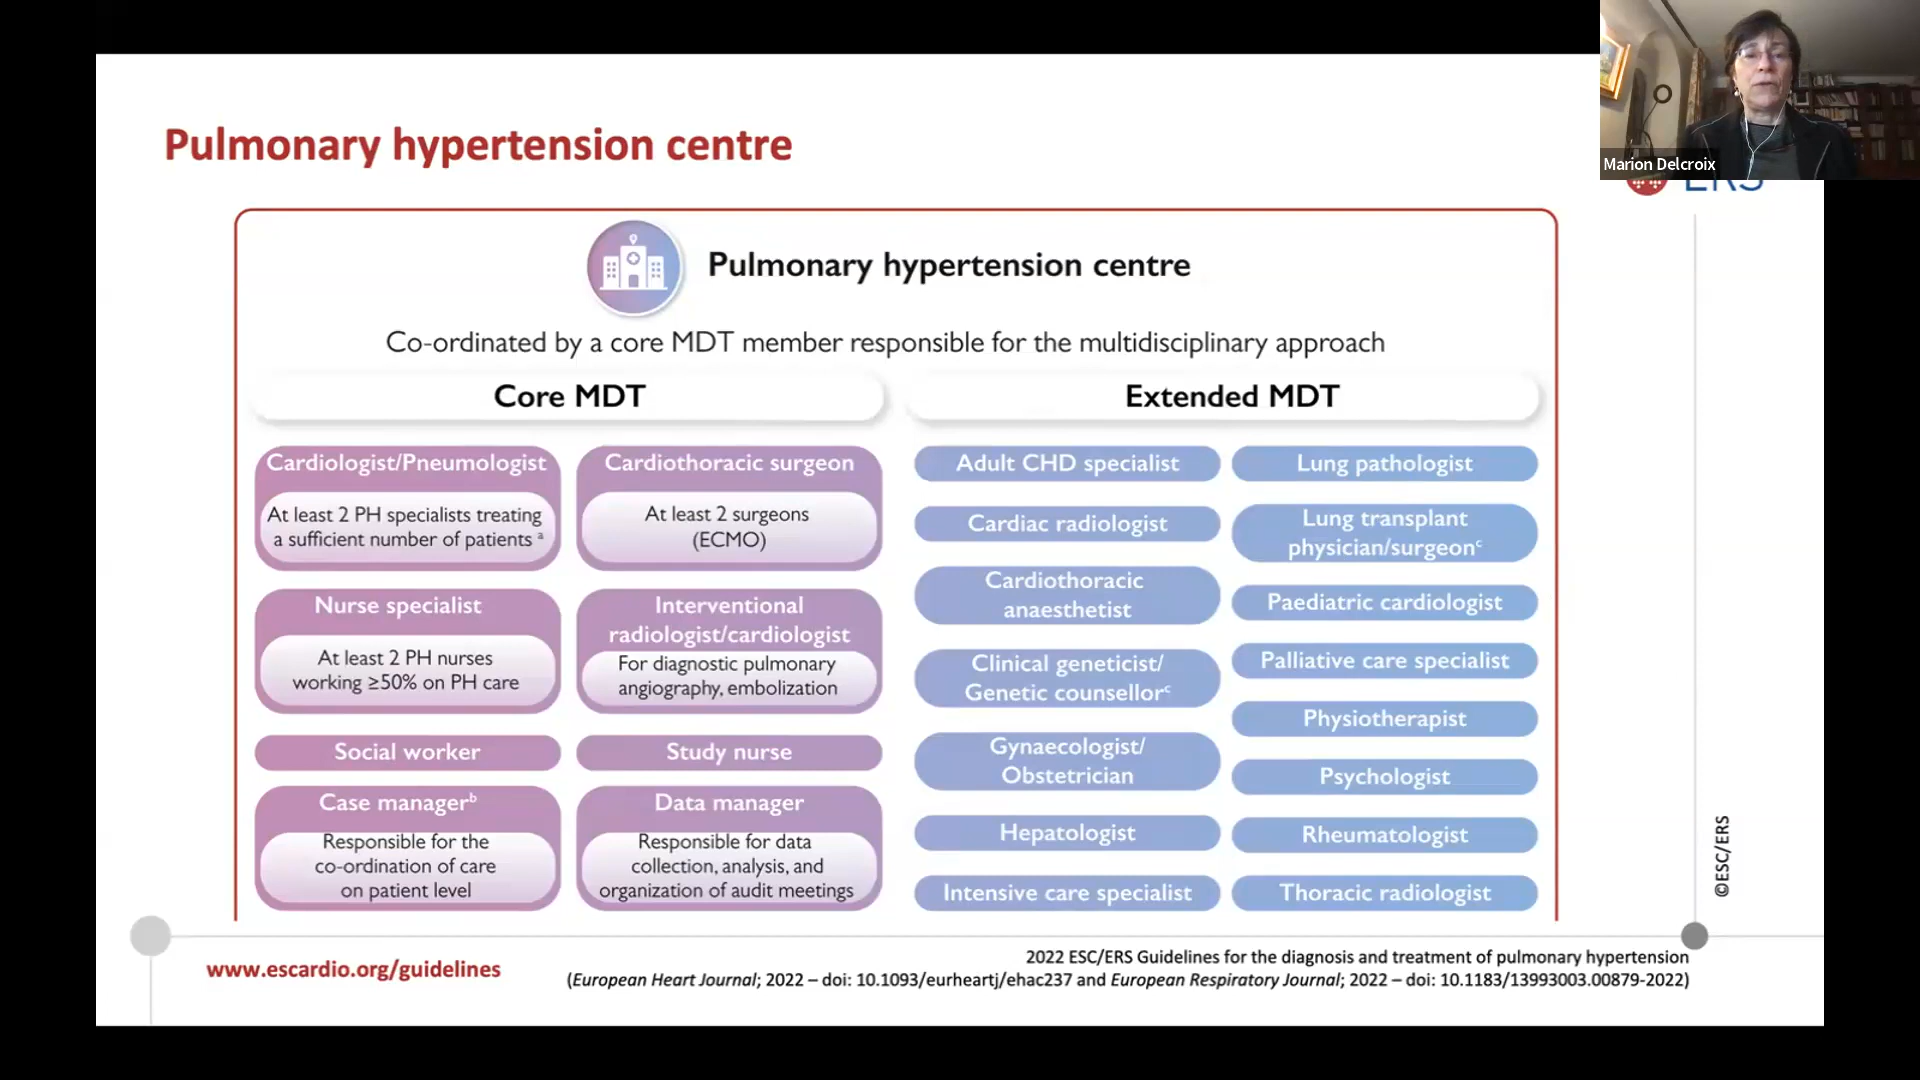 Marion Delcroix
ERS
Pulmonary hypertension centre
Pulmonary hypertension centre
Co-ordinated by a core MDT member responsible for the multidisciplinary approach
Core MDT
Cardiologist/Pneumologist
At least 2 PH specialists treating
a sufficient number of patients ᵃ
Cardiothoracic surgeon
At least 2 surgeons
(ECMO)
Nurse specialist
At least 2 PH nurses
working ≥50% on PH care
Interventional
radiologist/cardiologist
For diagnostic pulmonary
angiography, embolization
Social worker
Study nurse
Case managerᵇ
Responsible for the
co-ordination of care
on patient level
Data manager
Responsible for data
collection, analysis, and
organization of audit meetings
Extended MDT
Adult CHD specialist
Cardiac radiologist
Cardiothoracic
anaesthetist
Clinical geneticist/
Genetic counsellorᶜ
Gynaecologist/
Obstetrician
Hepatologist
Intensive care specialist
Lung pathologist
Lung transplant
physician/surgeonᶜ
Paediatric cardiologist
Palliative care specialist
Physiotherapist
Psychologist
Rheumatologist
Thoracic radiologist
©ESC/ERS
www.escardio.org/guidelines
2022 ESC/ERS Guidelines for the diagnosis and treatment of pulmonary hypertension
(European Heart Journal; 2022 – doi: 10.1093/eurheartj/ehac237 and European Respiratory Journal; 2022 – doi: 10.1183/13993003.00879-2022)